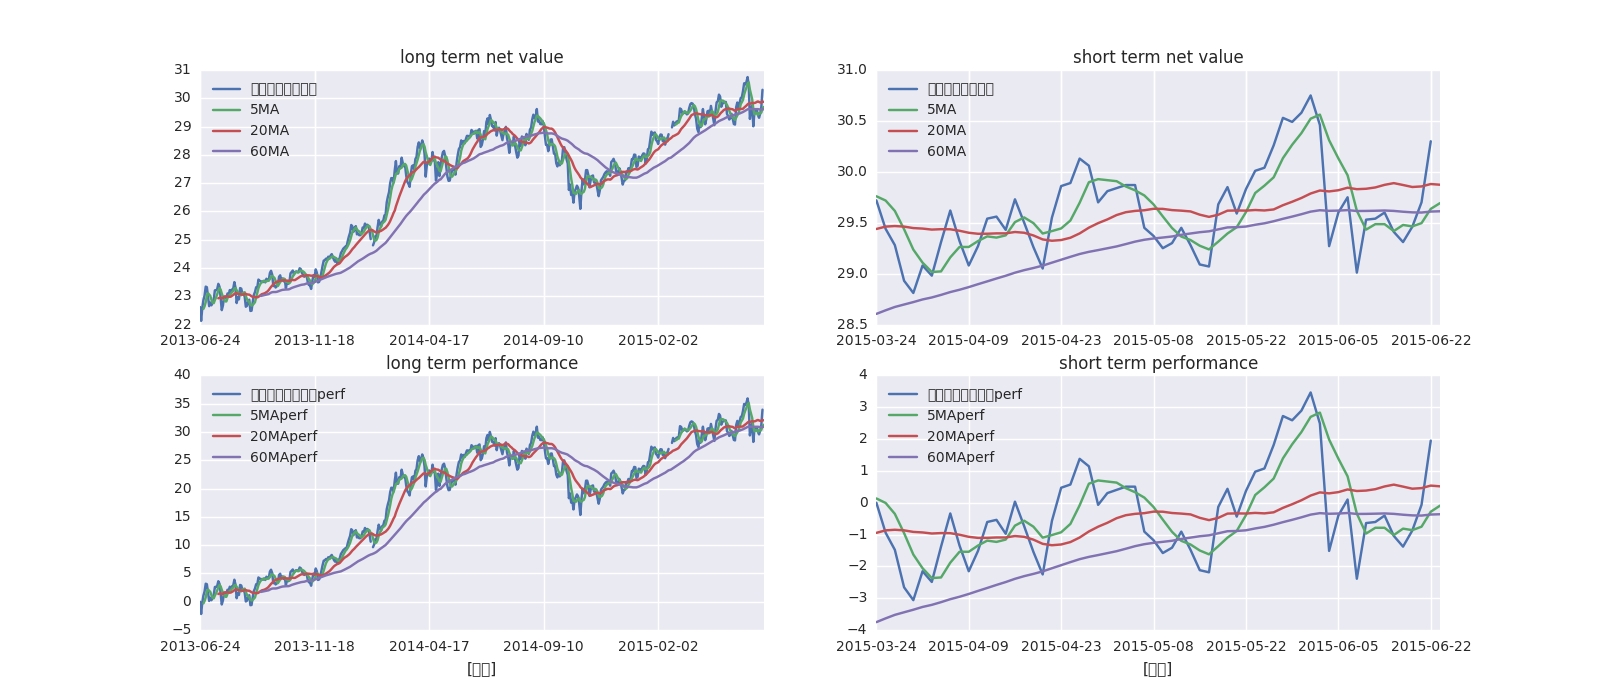 long term net value
31
30
29
28
27
26
25
24
23
22
5MA
20MA
60MA
2013-06-24 2013-11-18 2014-04-17 2014-09-10 2015-02-02
short term net value
31.0
30.5
30.0
29.5
29.0
28.5
5MA
20MA
60MA
2015-03-24 2015-04-09 2015-04-23 2015-05-08 2015-05-22 2015-06-05 2015-06-22
long term performance
40
35
30
25
20
15
10
5
0
−5
perf
5MAperf
20MAperf
60MAperf
2013-06-24 2013-11-18 2014-04-17 2014-09-10 2015-02-02
short term performance
4
3
2
1
0
−1
−2
−3
−4
perf
5MAperf
20MAperf
60MAperf
2015-03-24 2015-04-09 2015-04-23 2015-05-08 2015-05-22 2015-06-05 2015-06-22